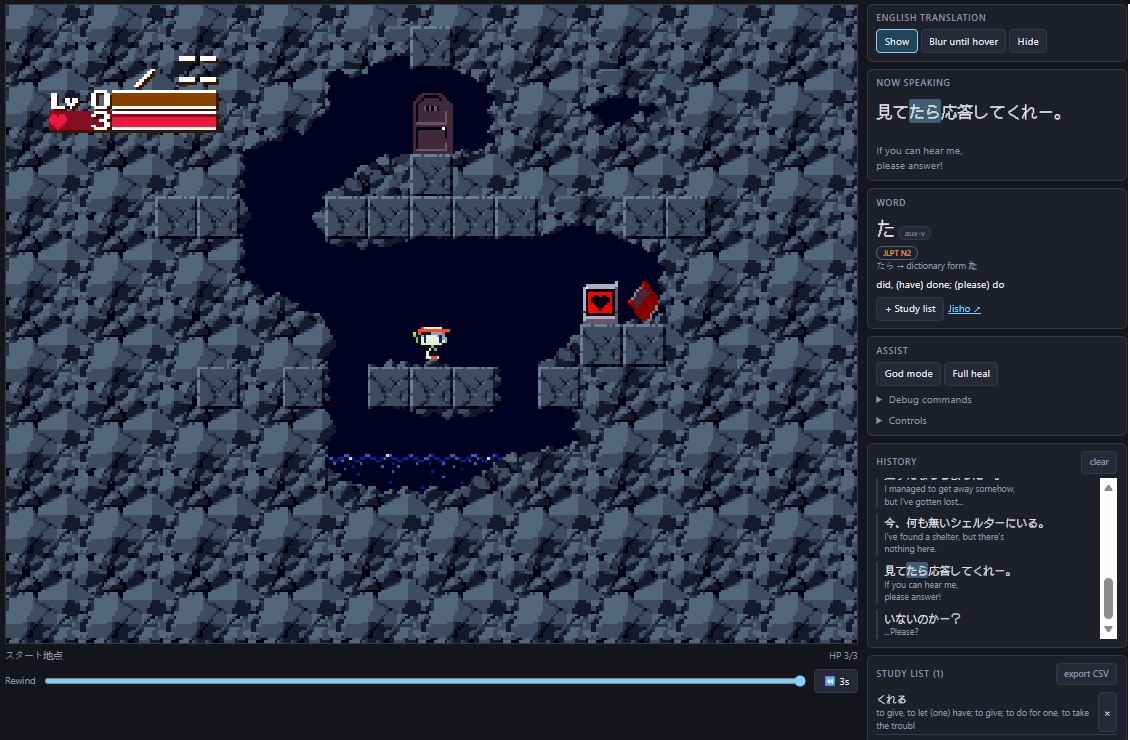 Lv 0
3
スタート地点
HP 3/3
Rewind
⏪ 3s
ENGLISH TRANSLATION
Show
Blur until hover
Hide
NOW SPEAKING
見てたら応答してくれー。
If you can hear me,
please answer!
WORD
た aux-v
JLPT N2
たら → dictionary form た
did, (have) done; (please) do
+ Study list
Jisho ↗
ASSIST
God mode
Full heal
▶ Debug commands
▶ Controls
HISTORY
clear
I managed to get away somehow,
but I've gotten lost...
今、何も無いシェルターにいる。
I've found a shelter, but there's
nothing here.
見てたら応答してくれー。
If you can hear me,
please answer!
いないのかー？
...Please?
STUDY LIST (1)
export CSV
くれる
to give, to let (one) have; to give; to do for one, to take
the troubl
×